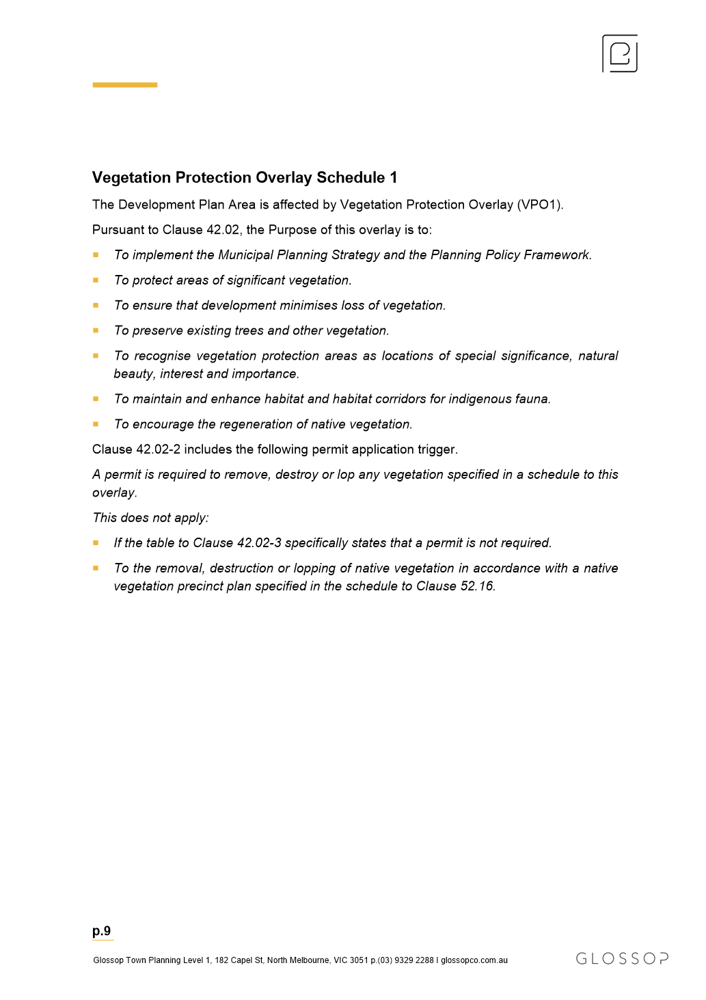 Vegetation Protection Overlay Schedule 1
The Development Plan Area is affected by Vegetation Protection Overlay (VPO1).
Pursuant to Clause 42.02, the Purpose of this overlay is to:
To implement the Municipal Planning Strategy and the Planning Policy Framework.
To protect areas of significant vegetation.
To ensure that development minimises loss of vegetation.
To preserve existing trees and other vegetation.
To recognise vegetation protection areas as locations of special significance, natural
beauty, interest and importance.
To maintain and enhance habitat and habitat corridors for indigenous fauna.
To encourage the regeneration of native vegetation.
Clause 42.02-2 includes the following permit application trigger.
A permit is required to remove, destroy or lop any vegetation specified in a schedule to this
overlay.
This does not apply:
If the table to Clause 42.02-3 specifically states that a permit is not required.
To the removal, destruction or lopping of native vegetation in accordance with a native
vegetation precinct plan specified in the schedule to Clause 52.16.
p.9
Glossop Town Planning Level 1, 182 Capel St, North Melbourne, VIC 3051 p.(03) 9329 2288 I glossopco.com.au
GLOSSOP